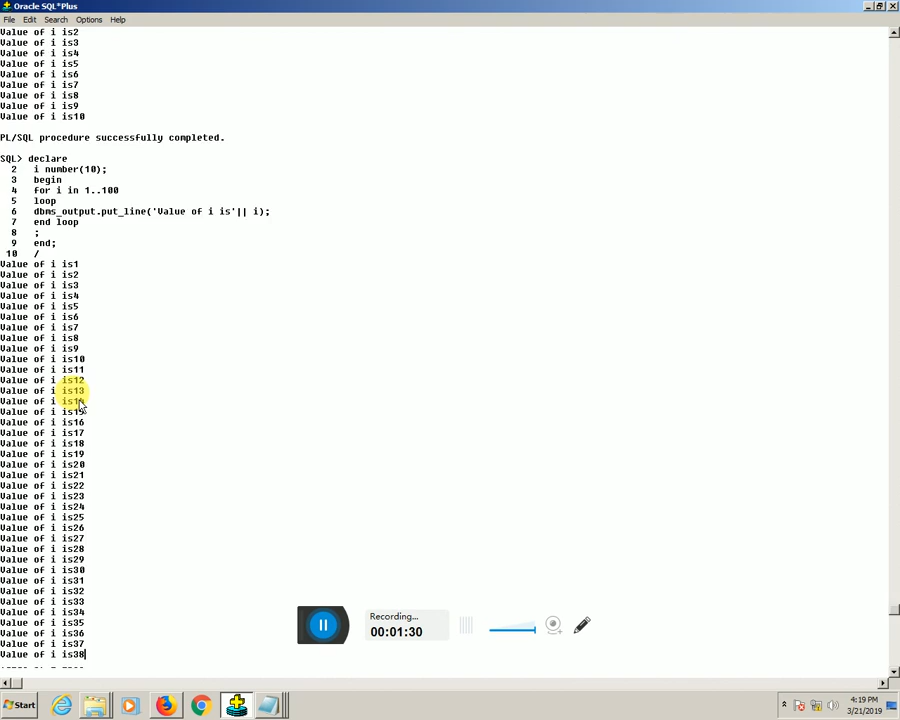 Oracle SQL*Plus
File Edit Search Options Help
Value of i is2
Value of i is3
Value of i is4
Value of i is5
Value of i is6
Value of i is7
Value of i is8
Value of i is9
Value of i is10
PL/SQL procedure successfully completed.
SQL> declare
2 i number(10);
3 begin
4 for i in 1..100
5 loop
6 dbms_output.put_line('Value of i is'|| i);
7 end loop
8 ;
9 end;
10 /
Value of i is1
Value of i is2
Value of i is3
Value of i is4
Value of i is5
Value of i is6
Value of i is7
Value of i is8
Value of i is9
Value of i is10
Value of i is11
Value of i is12
Value of i is13
Value of i is14
Value of i is15
Value of i is16
Value of i is17
Value of i is18
Value of i is19
Value of i is20
Value of i is21
Value of i is22
Value of i is23
Value of i is24
Value of i is25
Value of i is26
Value of i is27
Value of i is28
Value of i is29
Value of i is30
Value of i is31
Value of i is32
Value of i is33
Value of i is34
Value of i is35
Value of i is36
Value of i is37
Value of i is38
Recording...
00:01:30
Start
4:19 PM
3/21/2019